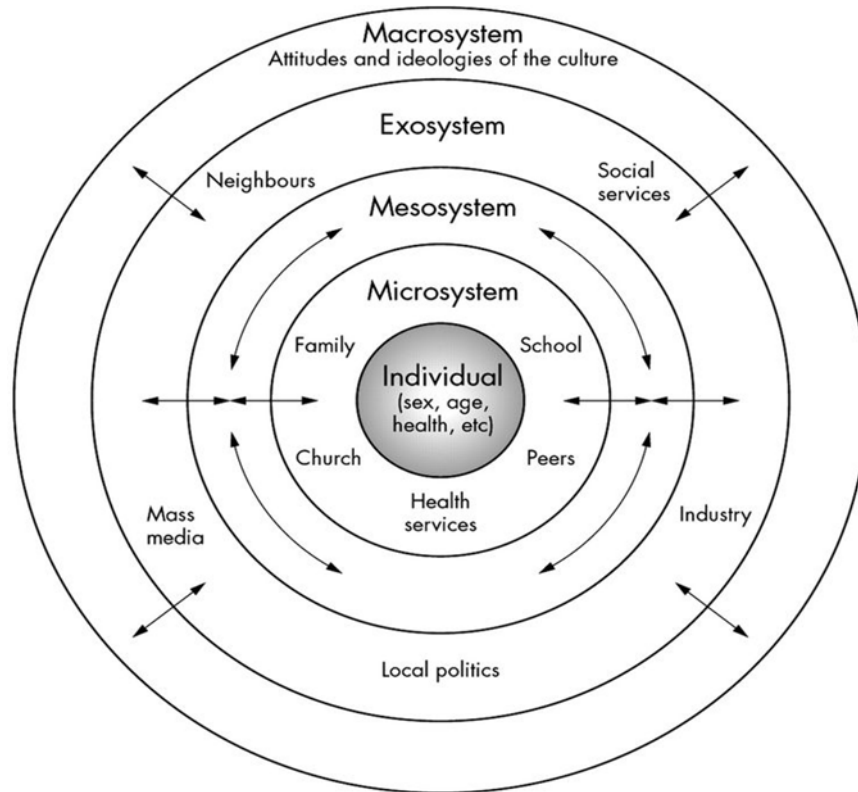 Macrosystem
Attitudes and ideologies of the culture
Exosystem
Neighbours
Social
services
Mesosystem
Microsystem
Family
School
Individual
(sex, age,
health, etc)
Church
Peers
Health
services
Mass
media
Industry
Local politics